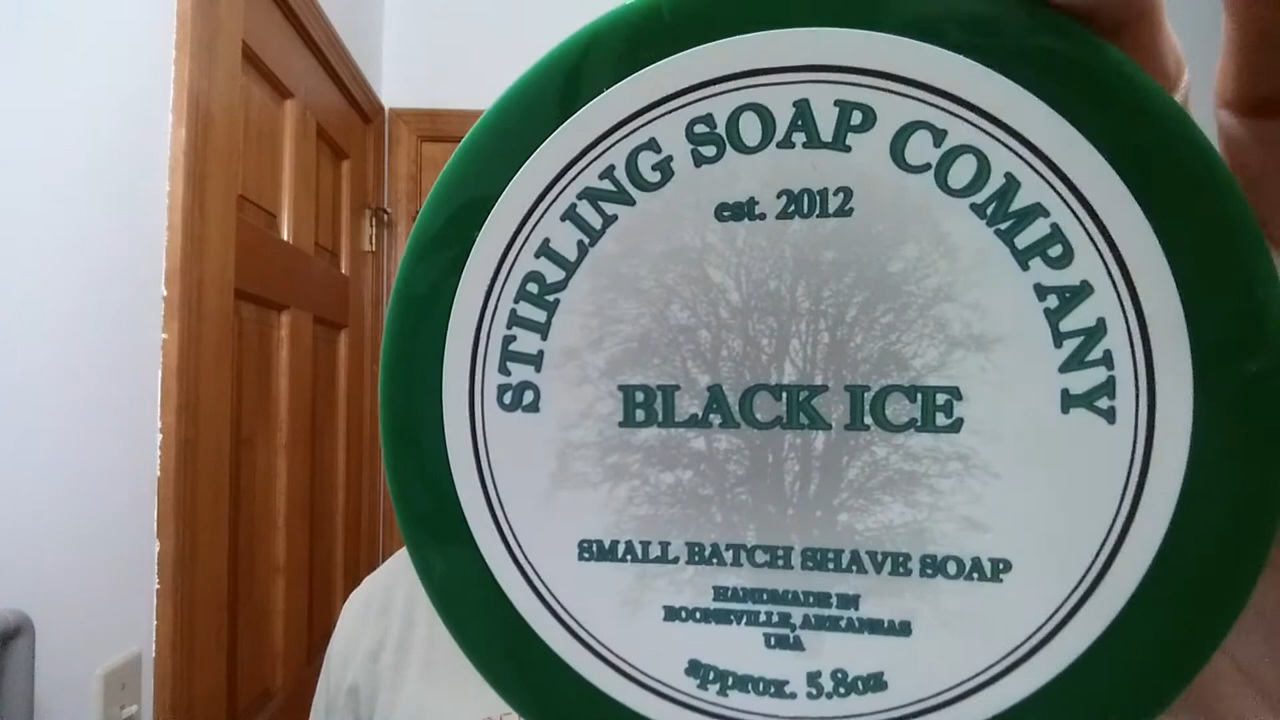 STIRLING SOAP COMPANY
est. 2012
BLACK ICE
SMALL BATCH SHAVE SOAP
HANDMADE IN
BOONEVILLE, ARKANSAS
USA
approx. 5.8oz